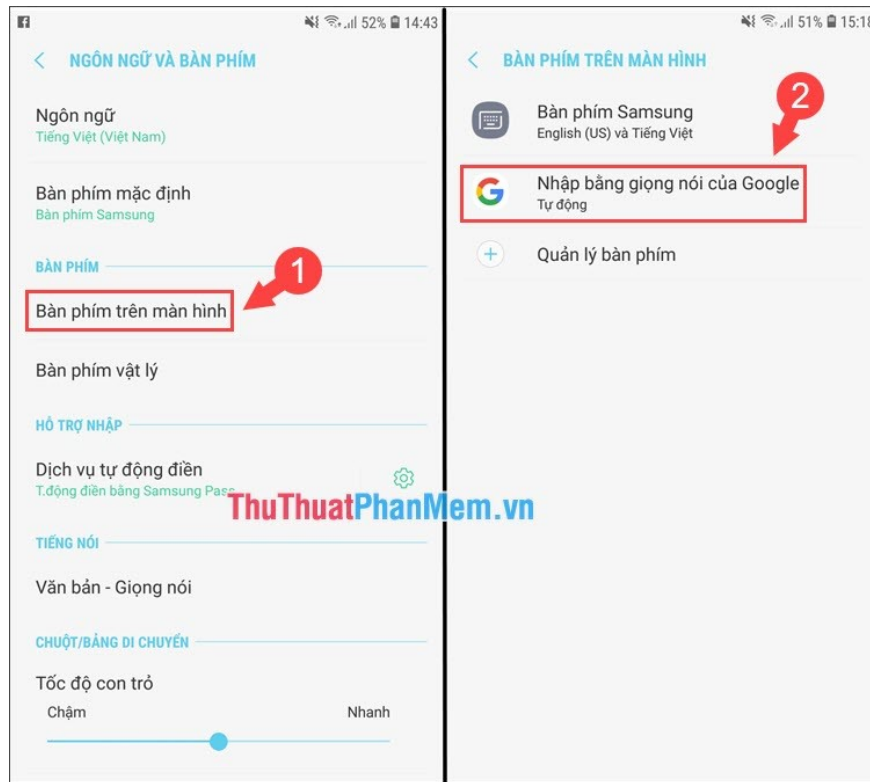 52% 14:43
NGÔN NGỮ VÀ BÀN PHÍM
Ngôn ngữ
Tiếng Việt (Việt Nam)
Bàn phím mặc định
Bàn phím Samsung
BÀN PHÍM
1
Bàn phím trên màn hình
Bàn phím vật lý
HỖ TRỢ NHẬP
Dịch vụ tự động điền
T.động điền bằng Samsung Pass
TIẾNG NÓI
Văn bản - Giọng nói
CHUỘT/BẢNG DI CHUYỂN
Tốc độ con trỏ
Chậm Nhanh
51% 15:18
BÀN PHÍM TRÊN MÀN HÌNH
2
Bàn phím Samsung
English (US) và Tiếng Việt
Nhập bằng giọng nói của Google
Tự động
Quản lý bàn phím
ThuThuatPhanMem.vn